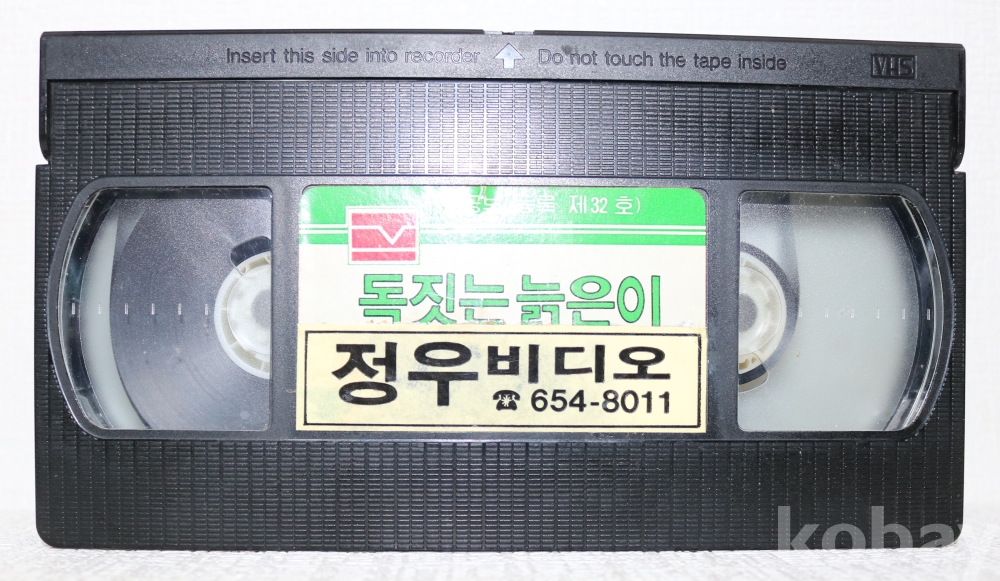 Insert this side into recorder Do not touch the tape inside
VHS
제32호)
독짓는 늙은이
정우비디오
☎ 654-8011
koba